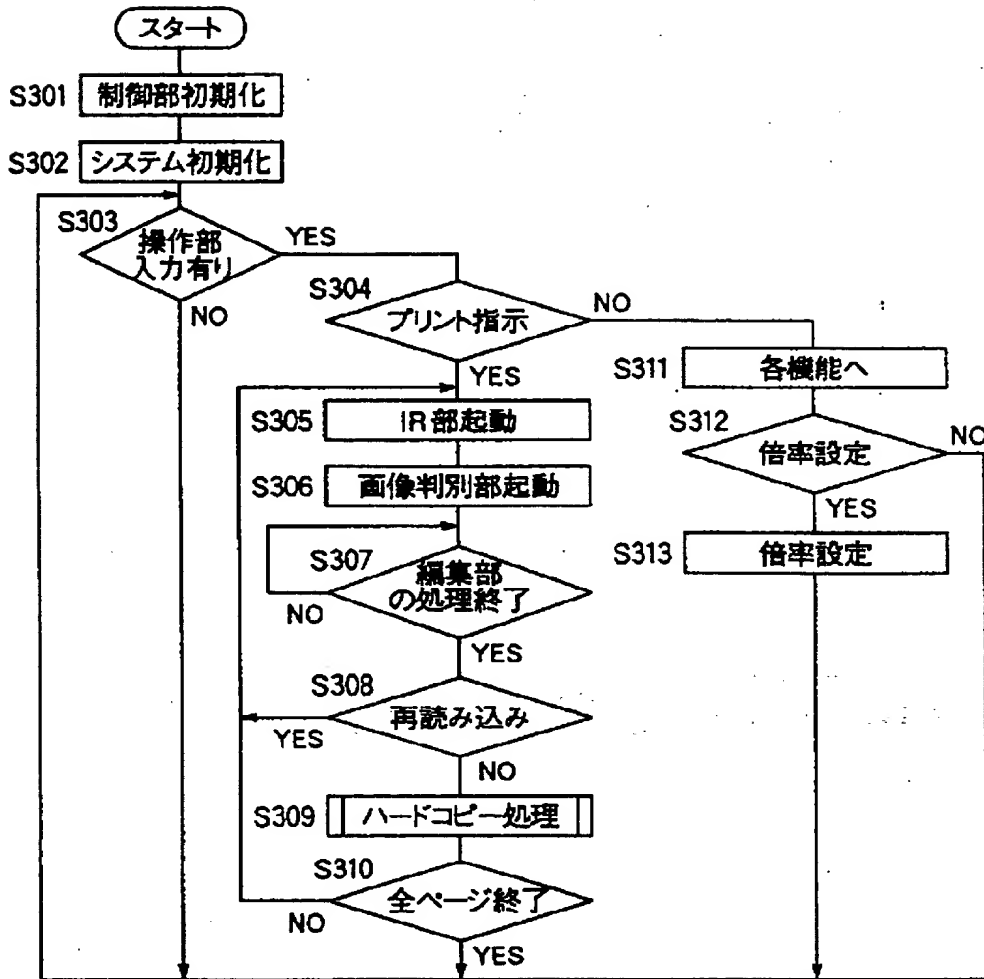 スタート
S301 制御部初期化
S302 システム初期化
S303
操作部
入力有り
YES
NO
S304
プリント指示
NO
YES
S311 各機能へ
S305 IR部起動
S312
倍率設定
NO
YES
S306 画像判別部起動
S313 倍率設定
S307
編集部
の処理終了
NO
YES
S308
再読み込み
YES
NO
S309 ハードコピー処理
S310
全ページ終了
NO
YES